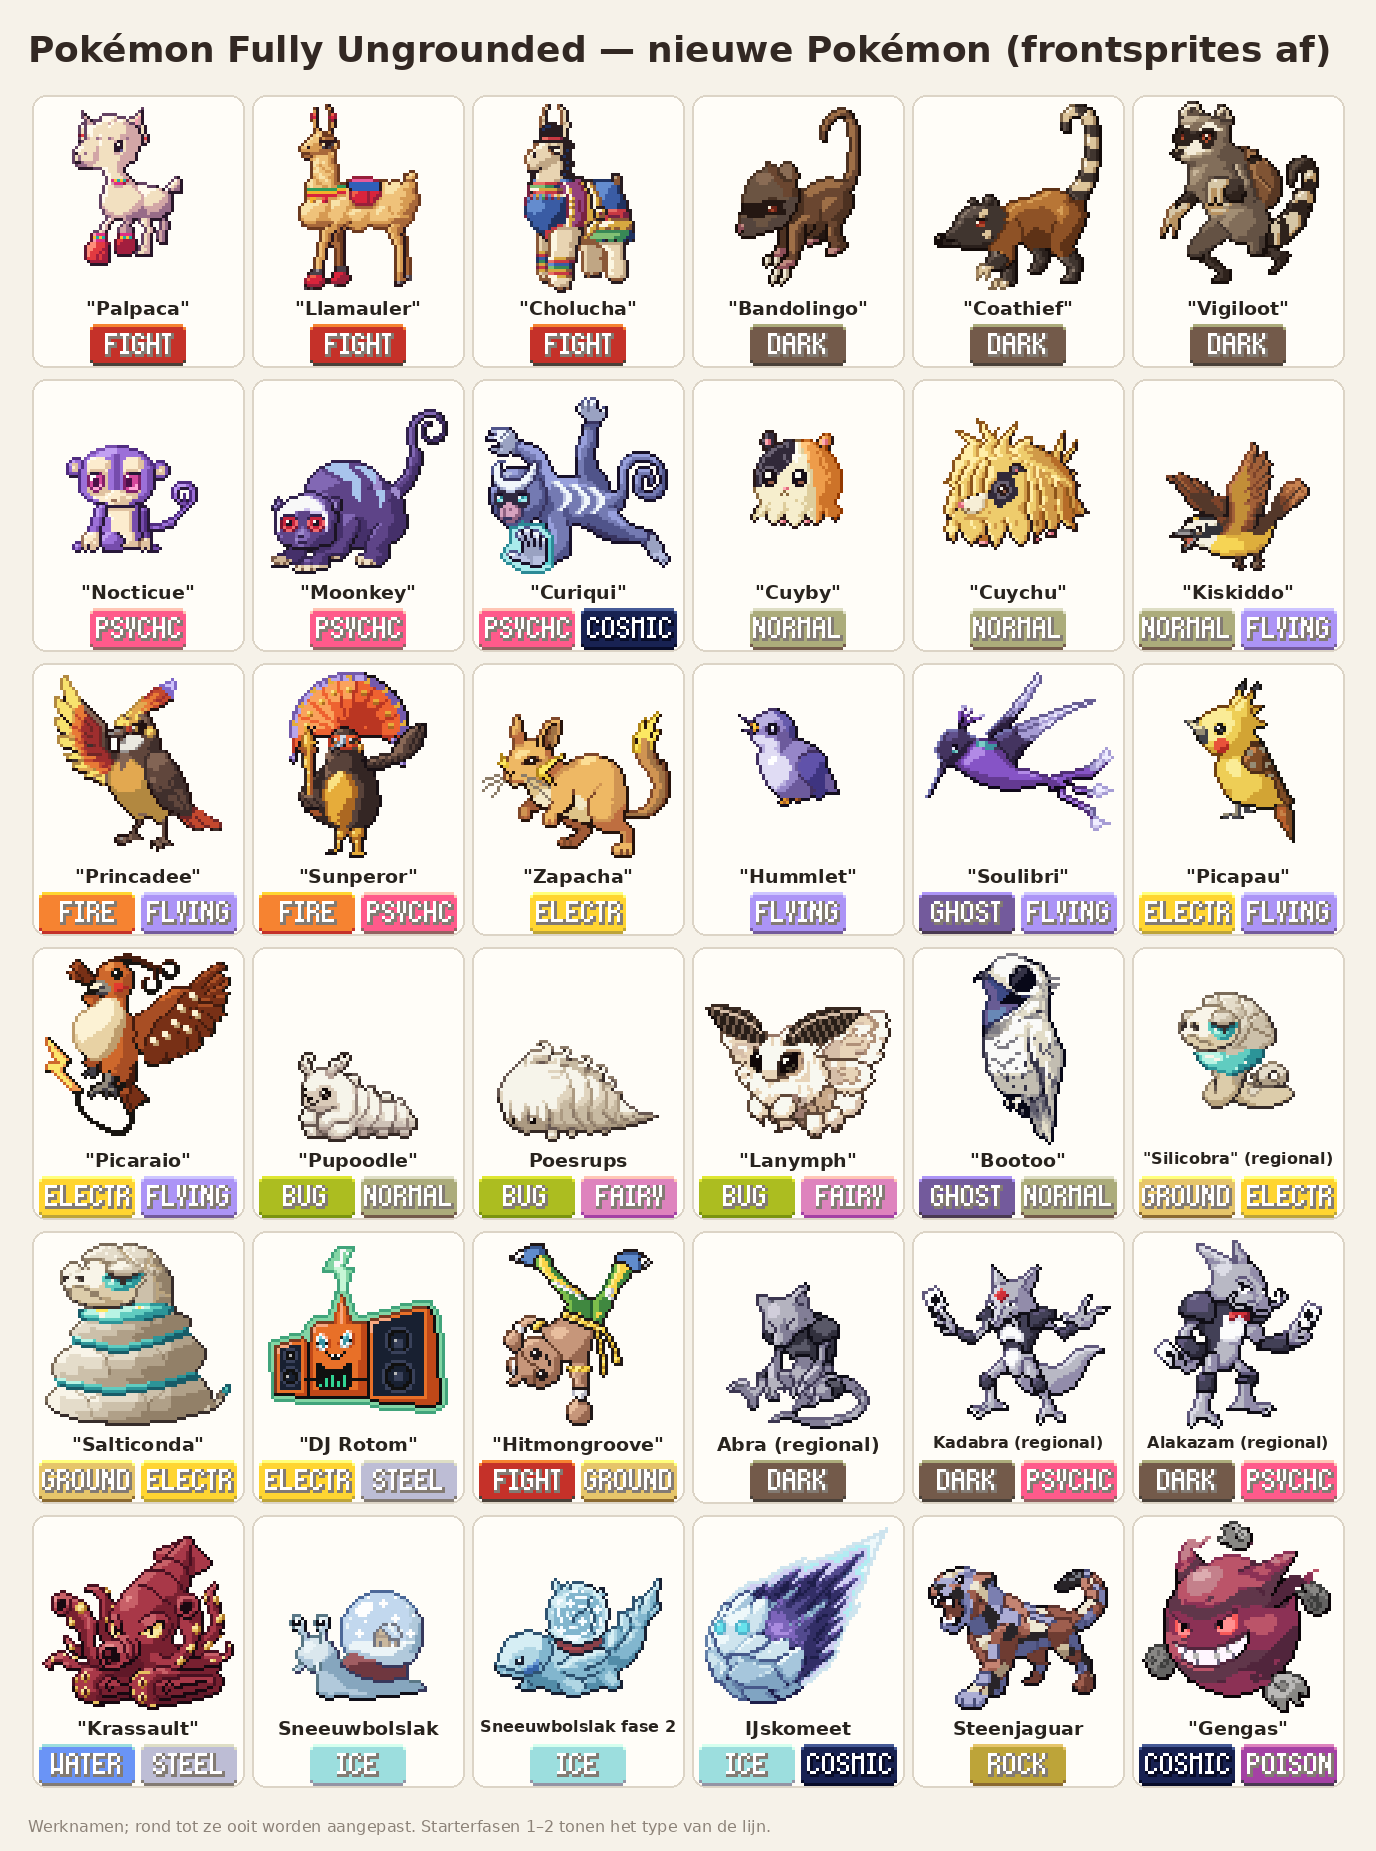 Pokémon Fully Ungrounded — nieuwe Pokémon (frontsprites af)
"Palpaca" "Llamauler" "Cholucha" "Bandolingo" "Coathief" "Vigiloot"
FIGHT FIGHT FIGHT DARK DARK DARK
"Nocticue" "Moonkey" "Curiqui" "Cuyby" "Cuychu" "Kiskiddo"
PSYCHC PSYCHC PSYCHC COSMIC NORMAL NORMAL NORMAL FLYING
"Princadee" "Sunperor" "Zapacha" "Hummlet" "Soulibri" "Picapau"
FIRE FLYING FIRE PSYCHC ELECTR FLYING GHOST FLYING ELECTR FLYING
"Picaraio" "Pupoodle" Poesrups "Lanymph" "Bootoo" "Silicobra" (regional)
ELECTR FLYING BUG NORMAL BUG FAIRY BUG FAIRY GHOST NORMAL GROUND ELECTR
"Salticonda" "DJ Rotom" "Hitmongroove" Abra (regional) Kadabra (regional) Alakazam (regional)
GROUND ELECTR ELECTR STEEL FIGHT GROUND DARK DARK PSYCHC DARK PSYCHC
"Krassault" Sneeuwbolslak Sneeuwbolslak fase 2 IJskomeet Steenjaguar "Gengas"
WATER STEEL ICE ICE ICE COSMIC ROCK COSMIC POISON
Werknamen; rond tot ze ooit worden aangepast. Starterfasen 1–2 tonen het type van de lijn.